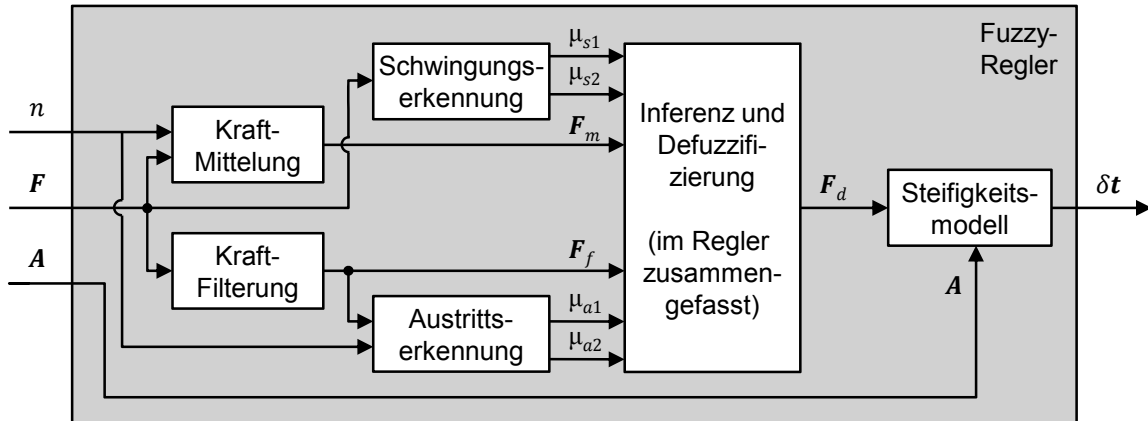 Fuzzy-
Regler
n
F
A
Kraft-
Mittelung
Kraft-
Filterung
Schwingungs-
erkennung
Austritts-
erkennung
μs1
μs2
Fm
Ff
μa1
μa2
Inferenz und
Defuzzifi-
zierung
(im Regler
zusammen-
gefasst)
Fd
Steifigkeits-
modell
A
δt